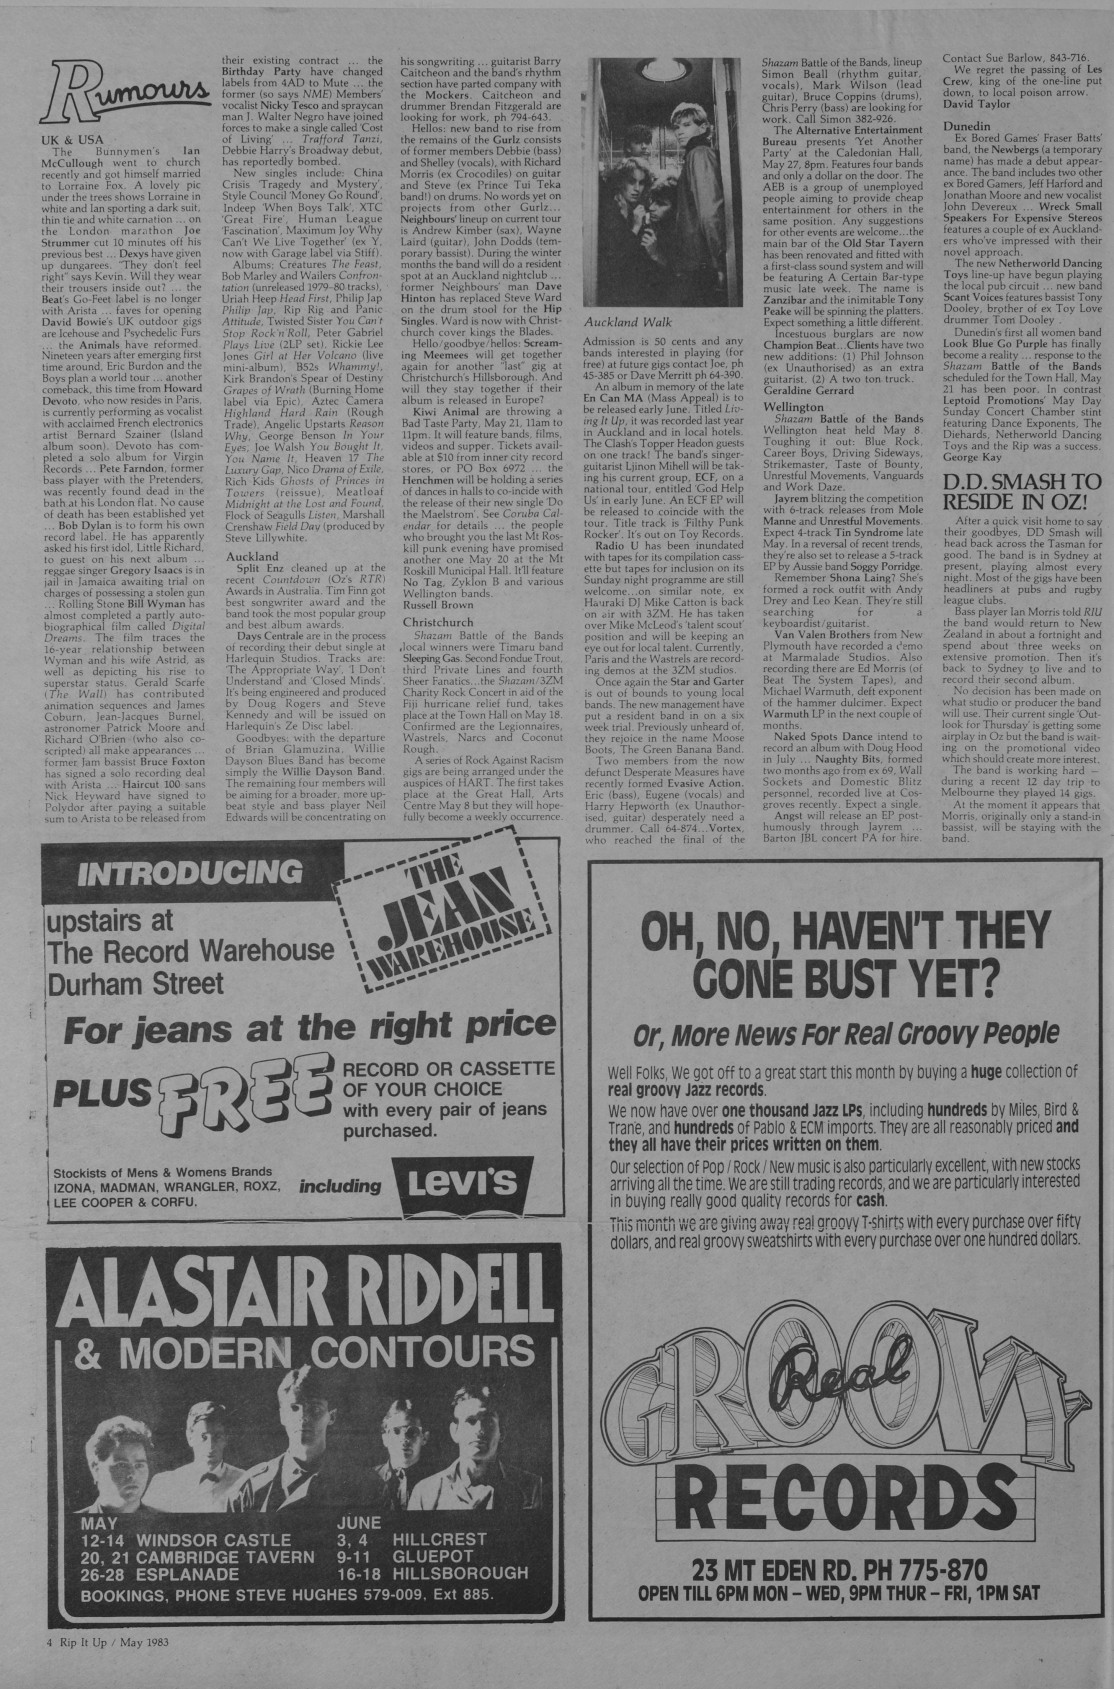 Rumours
UK & USA
The Bunnymen's Ian
McCullough went to church
recently and got himself married
to Lorraine Fox. A lovely pic
under the trees shows Lorraine in
white and Ian sporting a dark suit,
thin tie and white carnation ... on
the London marathon Joe
Strummer cut 10 minutes off his
previous best ... Dexys have given
up dungarees. "They don't feel
right" says Kevin. Will they wear
their trousers inside out? ... the
Beat's Go-Feet label is no longer
with Arista ... faves for opening
David Bowie's UK outdoor gigs
are Icehouse and Psychedelic Furs
... the Animals have reformed.
Nineteen years after emerging first
time around, Eric Burdon and the
Boys plan a world tour ... another
comeback, this time from Howard
Devoto, who now resides in Paris,
is currently performing as vocalist
with acclaimed French electronics
artist Bernard Szainer (Island
album soon). Devoto has com-
pleted a solo album for Virgin
Records ... Pete Farndon, former
bass player with the Pretenders,
was recently found dead in the
bath at his London flat. No cause
of death has been established yet
... Bob Dylan is to form his own
record label. He has apparently
asked his first idol, Little Richard,
to guest on his next album ...
reggae singer Gregory Isaacs is in
jail in Jamaica awaiting trial on
charges of possessing a stolen gun
... Rolling Stone Bill Wyman has
almost completed a partly auto-
biographical film called Digital
Dreams. The film traces the
16-year relationship between
Wyman and his wife Astrid, as
well as depicting his rise to
superstar status. Gerald Scarfe
(The Wall) has contributed
animation sequences and James
Coburn, Jean-Jacques Burnel,
astronomer Patrick Moore and
Richard O'Brien (who also co-
scripted) all make appearances ...
former Jam bassist Bruce Foxton
has signed a solo recording deal
with Arista ... Haircut 100 sans
Nick Heyward have signed to
Polydor after paying a suitable
sum to Arista to be released from
their existing contract ... the
Birthday Party have changed
labels from 4AD to Mute ... the
former (so says NME) Members'
vocalist Nicky Tesco and spraycan
man J. Walter Negro have joined
forces to make a single called 'Cost
of Living' ... Trafford Tanzi,
Debbie Harry's Broadway debut,
has reportedly bombed.
New singles include: China
Crisis 'Tragedy and Mystery',
Style Council 'Money Go Round',
Indeep 'When Boys Talk', XTC
'Great Fire', Human League
'Fascination', Maximum Joy 'Why
Can't We Live Together' (ex Y,
now with Garage label via Stiff).
Albums: Creatures The Feast,
Bob Marley and Wailers Confron-
tation (unreleased 1979-80 tracks),
Uriah Heep Head First, Philip Jap
Philip Jap, Rip Rig and Panic
Attitude, Twisted Sister You Can't
Stop Rock'n'Roll, Peter Gabriel
Plays Live (2LP set), Rickie Lee
Jones Girl at Her Volcano (live
mini-album), B52s Whammy!,
Kirk Brandon's Spear of Destiny
Grapes of Wrath (Burning Home
label via Epic), Aztec Camera
Highland Hard Rain (Rough
Trade), Angelic Upstarts Reason
Why, George Benson In Your
Eyes, Joe Walsh You Bought It,
You Name It, Heaven 17 The
Luxury Gap, Nico Drama of Exile,
Rich Kids Ghosts of Princes in
Towers (reissue), Meatloaf
Midnight at the Lost and Found,
Flock of Seagulls Listen, Marshall
Crenshaw Field Day (produced by
Steve Lillywhite.
Auckland
Split Enz cleaned up at the
recent Countdown (Oz's RTR)
Awards in Australia. Tim Finn got
best songwriter award and the
band took the most popular group
and best album awards.
Days Centrale are in the process
of recording their debut single at
Harlequin Studios. Tracks are:
'The Appropriate Way', 'I Don't
Understand' and 'Closed Minds'.
It's being engineered and produced
by Doug Rogers and Steve
Kennedy and will be issued on
Harlequin's Ze Disc label.
Goodbyes: with the departure
of Brian Glamuzina, Willie
Dayson Blues Band has become
simply the Willie Dayson Band.
The remaining four members will
be aiming for a broader, more up-
beat style and bass player Neil
Edwards will be concentrating on
his songwriting ... guitarist Barry
Caitcheon and the band's rhythm
section have parted company with
the Mockers. Caitcheon and
drummer Brendan Fitzgerald are
looking for work, ph 794-643.
Hellos: new band to rise from
the remains of the Gurlz consists
of former members Debbie (bass)
and Shelley (vocals), with Richard
Morris (ex Crocodiles) on guitar
and Steve (ex Prince Tui Teka
band!) on drums. No words yet on
projects from other Gurlz...
Neighbours' lineup on current tour
is Andrew Kimber (sax), Wayne
Laird (guitar), John Dodds (tem-
porary bassist). During the winter
months the band will do a resident
spot at an Auckland nightclub ...
former Neighbours' man Dave
Hinton has replaced Steve Ward
on the drum stool for the Hip
Singles. Ward is now with Christ-
church cover kings the Blades.
Hello/goodbye/hellos: Scream-
ing Meemees will get together
again for another "last" gig at
Christchurch's Hillsborough. And
will they stay together if their
album is released in Europe?
Kiwi Animal are throwing a
Bad Taste Party, May 21, 11am to
11pm. It will feature bands, films,
videos and supper. Tickets avail-
able at $10 from inner city record
stores, or PO Box 6972 ... the
Henchmen will be holding a series
of dances in halls to co-incide with
the release of their new single 'Do
the Maelstrom'. See Coruba Cal-
endar for details ... the people
who brought you the last Mt Ros-
kill punk evening have promised
another one May 20 at the Mt
Roskill Municipal Hall. It'll feature
No Tag, Zyklon B and various
Wellington bands.
Russell Brown
Christchurch
Shazam Battle of the Bands
local winners were Timaru band
Sleeping Gas. Second Fondue Trout,
third Private Lines and fourth
Sheer Fanatics...the Shazam/3ZM
Charity Rock Concert in aid of the
Fiji hurricane relief fund, takes
place at the Town Hall on May 18.
Confirmed are the Legionnaires,
Wastrels, Narcs and Coconut
Rough.
A series of Rock Against Racism
gigs are being arranged under the
auspices of HART. The first takes
place at the Great Hall, Arts
Centre May 8 but they will hope-
fully become a weekly occurrence.
Auckland Walk
Admission is 50 cents and any
bands interested in playing (for
free) at future gigs contact Joe, ph
45-385 or Dave Merritt ph 64-390.
An album in memory of the late
En Can MA (Mass Appeal) is to
be released early June. Titled Liv-
ing It Up, it was recorded last year
in Auckland and in local hotels.
The Clash's Topper Headon guests
on one track! The band's singer-
guitarist Ljinon Mihell will be tak-
ing his current group, ECF, on a
national tour, entitled 'God Help
Us' in early June. An ECF EP will
be released to coincide with the
tour. Title track is 'Filthy Punk
Rocker'. It's out on Toy Records.
Radio U has been inundated
with tapes for its compilation cass-
ette but tapes for inclusion on its
Sunday night programme are still
welcome...on similar note, ex
Hauraki DJ Mike Catton is back
on air with 3ZM. He has taken
over Mike McLeod's 'talent scout'
position and will be keeping an
eye out for local talent. Currently,
Paris and the Wastrels are record-
ing demos at the 3ZM studios.
Once again the Star and Garter
is out of bounds to young local
bands. The new management have
put a resident band in on a six
week trial. Previously unheard of,
they rejoice in the name Moose
Boots, The Green Banana Band.
Two members from the now
defunct Desperate Measures have
recently formed Evasive Action.
Eric (bass), Eugene (vocals) and
Harry Hepworth (ex Unauthor-
ised, guitar) desperately need a
drummer. Call 64-874...Vortex,
who reached the final of the
Shazam Battle of the Bands, lineup
Simon Beall (rhythm guitar,
vocals), Mark Wilson (lead
guitar), Bruce Coppins (drums),
Chris Perry (bass) are looking for
work. Call Simon 382-926.
The Alternative Entertainment
Bureau presents 'Yet Another
Party' at the Caledonian Hall,
May 27, 8pm. Features four bands
and only a dollar on the door. The
AEB is a group of unemployed
people aiming to provide cheap
entertainment for others in the
same position. Any suggestions
for other events are welcome...the
main bar of the Old Star Tavern
has been renovated and fitted with
a first-class sound system and will
be featuring A Certain Bar-type
music late week. The name is
Zanzibar and the inimitable Tony
Peake will be spinning the platters.
Expect something a little different.
Incestuous burglars are now
Champion Beat...Clients have two
new additions: (1) Phil Johnson
(ex Unauthorised) as an extra
guitarist. (2) A two ton truck.
Geraldine Gerrard
Wellington
Shazam Battle of the Bands
Wellington heat held May 8.
Toughing it out: Blue Rock,
Career Boys, Driving Sideways,
Strikemaster, Taste of Bounty,
Unrestful Movements, Vanguards
and Work Daze.
Jayrem blitzing the competition
with 6-track releases from Mole
Manne and Unrestful Movements.
Expect 4-track Tin Syndrome late
May. In a reversal of recent trends,
they're also set to release a 5-track
EP by Aussie band Soggy Porridge.
Remember Shona Laing? She's
formed a rock outfit with Andy
Drey and Leo Kean. They're still
searching for a
keyboardist/guitarist.
Van Valen Brothers from New
Plymouth have recorded a demo
at Marmalade Studios. Also
recording there are Ed Morris (of
Beat The System Tapes), and
Michael Warmuth, deft exponent
of the hammer dulcimer. Expect
Warmuth LP in the next couple of
months.
Naked Spots Dance intend to
record an album with Doug Hood
in July ... Naughty Bits, formed
two months ago from ex 69, Wall
Sockets and Domestic Blitz
personnel, recorded live at Cos-
groves recently. Expect a single.
Angst will release an EP post-
humously through Jayrem ...
Barton JBL concert PA for hire.
Contact Sue Barlow, 843-716.
We regret the passing of Les
Crew, king of the one-line put
down, to local poison arrow.
David Taylor
Dunedin
Ex Bored Games' Fraser Batts'
band, the Newbergs (a temporary
name) has made a debut appear-
ance. The band includes two other
ex Bored Gamers, Jeff Harford and
Jonathan Moore and new vocalist
John Devereux ... Wreck Small
Speakers For Expensive Stereos
features a couple of ex Auckland-
ers who've impressed with their
novel approach.
The new Netherworld Dancing
Toys line-up have begun playing
the local pub circuit ... new band
Scant Voices features bassist Tony
Dooley, brother of ex Toy Love
drummer Tom Dooley .
Dunedin's first all women band
Look Blue Go Purple has finally
become a reality ... response to the
Shazam Battle of the Bands
scheduled for the Town Hall, May
21 has been poor. In contrast
Leptoid Promotions' May Day
Sunday Concert Chamber stint
featuring Dance Exponents, The
Diehards, Netherworld Dancing
Toys and the Rip was a success.
George Kay
D.D. SMASH TO
RESIDE IN OZ!
After a quick visit home to say
their goodbyes, DD Smash will
head back across the Tasman for
good. The band is in Sydney at
present, playing almost every
night. Most of the gigs have been
headliners at pubs and rugby
league clubs.
Bass player Ian Morris told RIU
the band would return to New
Zealand in about a fortnight and
spend about three weeks on
extensive promotion. Then it's
back to Sydney to live and to
record their second album.
No decision has been made on
what studio or producer the band
will use. Their current single 'Out-
look for Thursday' is getting some
airplay in Oz but the band is wait-
ing on the promotional video
which should create more interest.
The band is working hard —
during a recent 12 day trip to
Melbourne they played 14 gigs.
At the moment it appears that
Morris, originally only a stand-in
bassist, will be staying with the
band.
INTRODUCING
THE
JEAN
WAREHOUSE
upstairs at
The Record Warehouse
Durham Street
For jeans at the right price
PLUS FREE
RECORD OR CASSETTE
OF YOUR CHOICE
with every pair of jeans
purchased.
Stockists of Mens & Womens Brands
IZONA, MADMAN, WRANGLER, ROXZ,
LEE COOPER & CORFU.
including
Levi's
ALASTAIR RIDDELL
& MODERN CONTOURS
MAY
12-14 WINDSOR CASTLE
20, 21 CAMBRIDGE TAVERN
26-28 ESPLANADE
JUNE
3, 4 HILLCREST
9-11 GLUEPOT
16-18 HILLSBOROUGH
BOOKINGS, PHONE STEVE HUGHES 579-009, Ext 885.
OH, NO, HAVEN'T THEY
GONE BUST YET?
Or, More News For Real Groovy People
Well Folks, We got off to a great start this month by buying a huge collection of
real groovy Jazz records.
We now have over one thousand Jazz LPs, including hundreds by Miles, Bird &
Trane, and hundreds of Pablo & ECM imports. They are all reasonably priced and
they all have their prices written on them.
Our selection of Pop / Rock / New music is also particularly excellent, with new stocks
arriving all the time. We are still trading records, and we are particularly interested
in buying really good quality records for cash.
This month we are giving away real groovy T-shirts with every purchase over fifty
dollars, and real groovy sweatshirts with every purchase over one hundred dollars.
Real
GROOVY
RECORDS
23 MT EDEN RD. PH 775-870
OPEN TILL 6PM MON – WED, 9PM THUR – FRI, 1PM SAT
4 Rip It Up / May 1983